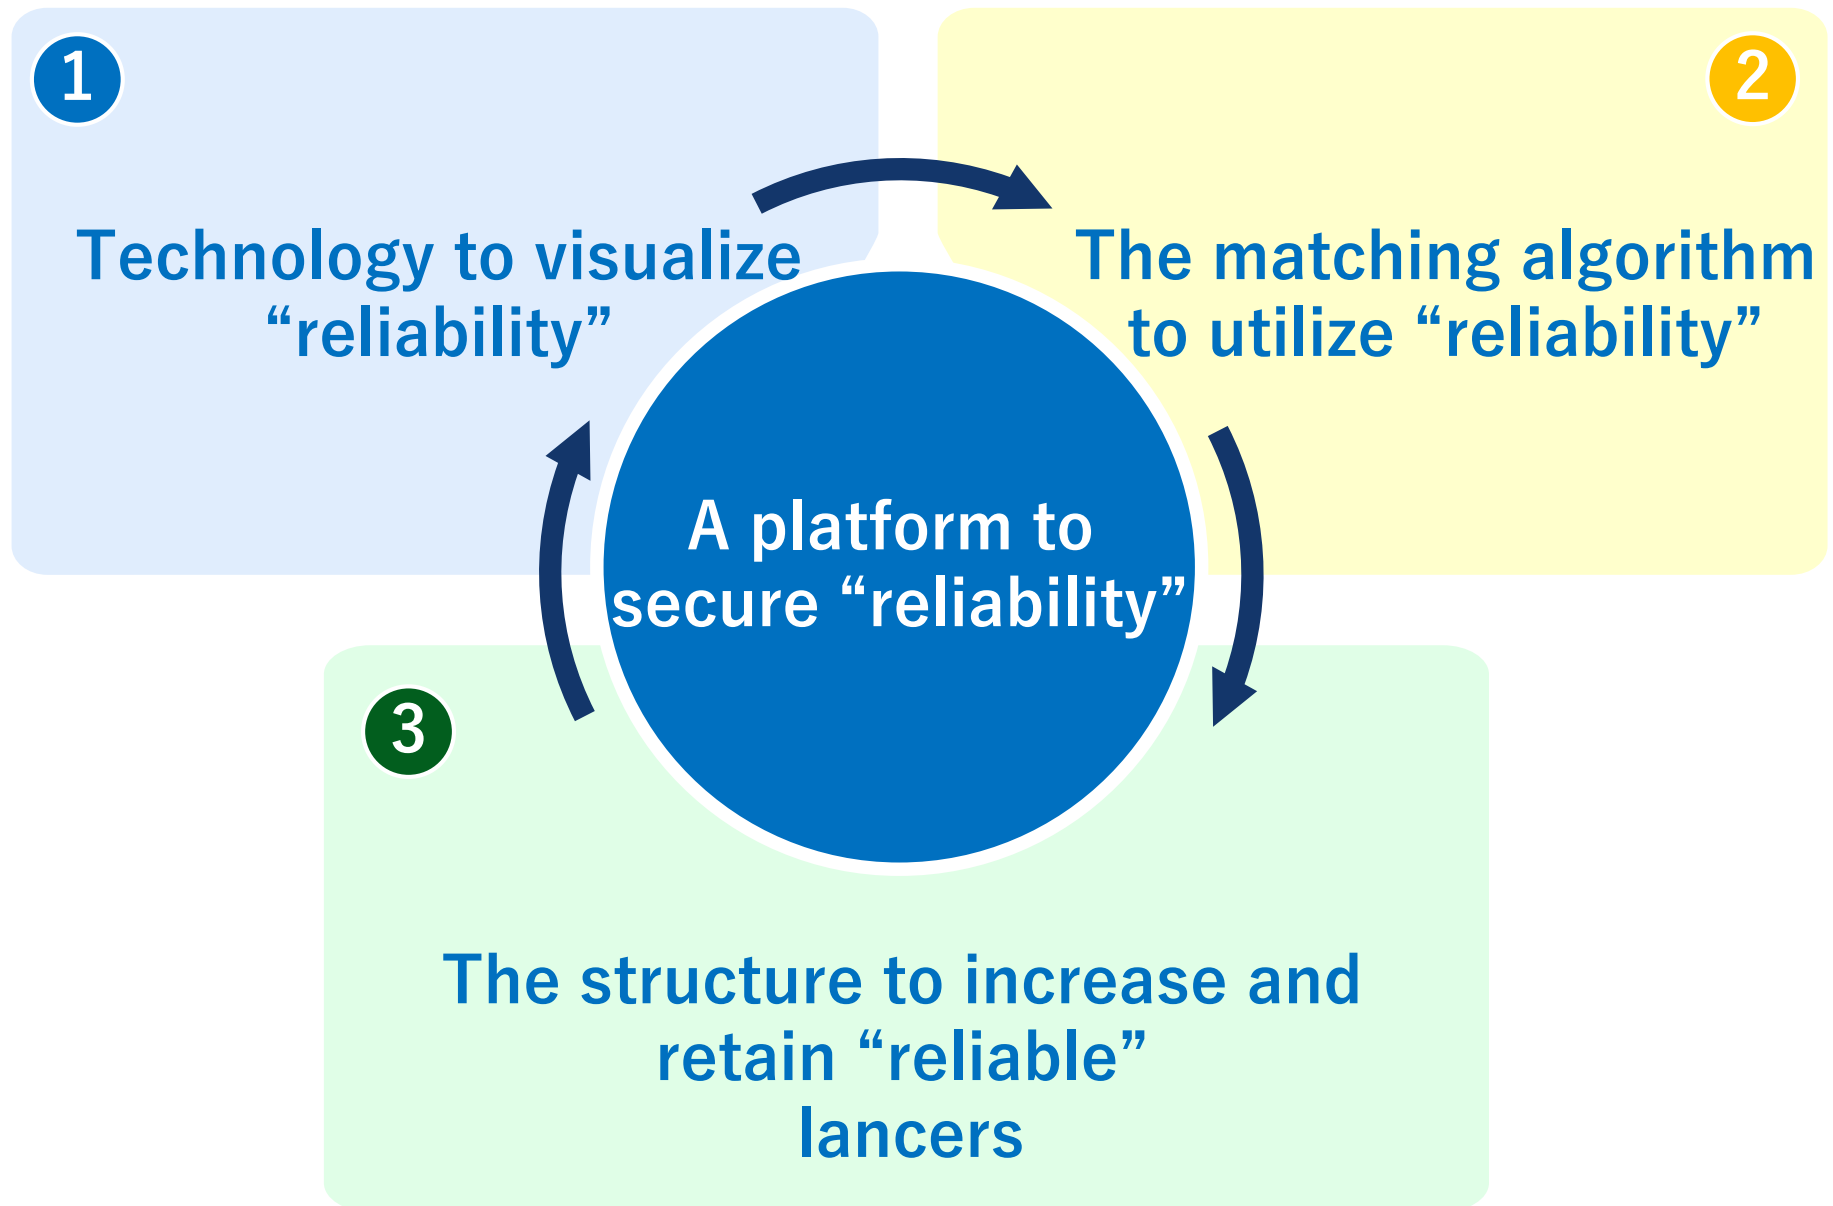 1
Technology to visualize
“reliability”
2
The matching algorithm
to utilize “reliability”
A platform to
secure “reliability”
3
The structure to increase and
retain “reliable”
lancers